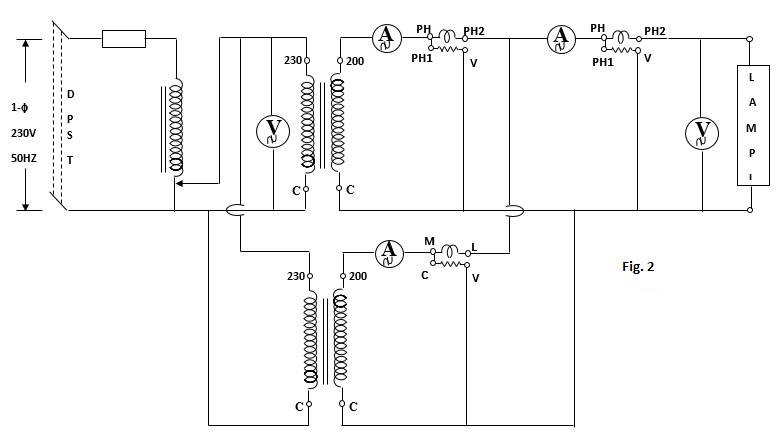 1-ϕ
230V
50HZ
D
P
S
T
V
230
200
C
C
A
PH
PH2
PH1
V
A
PH
PH2
PH1
V
V
L
A
M
P
I
230
200
C
C
A
M
L
C
V
Fig. 2